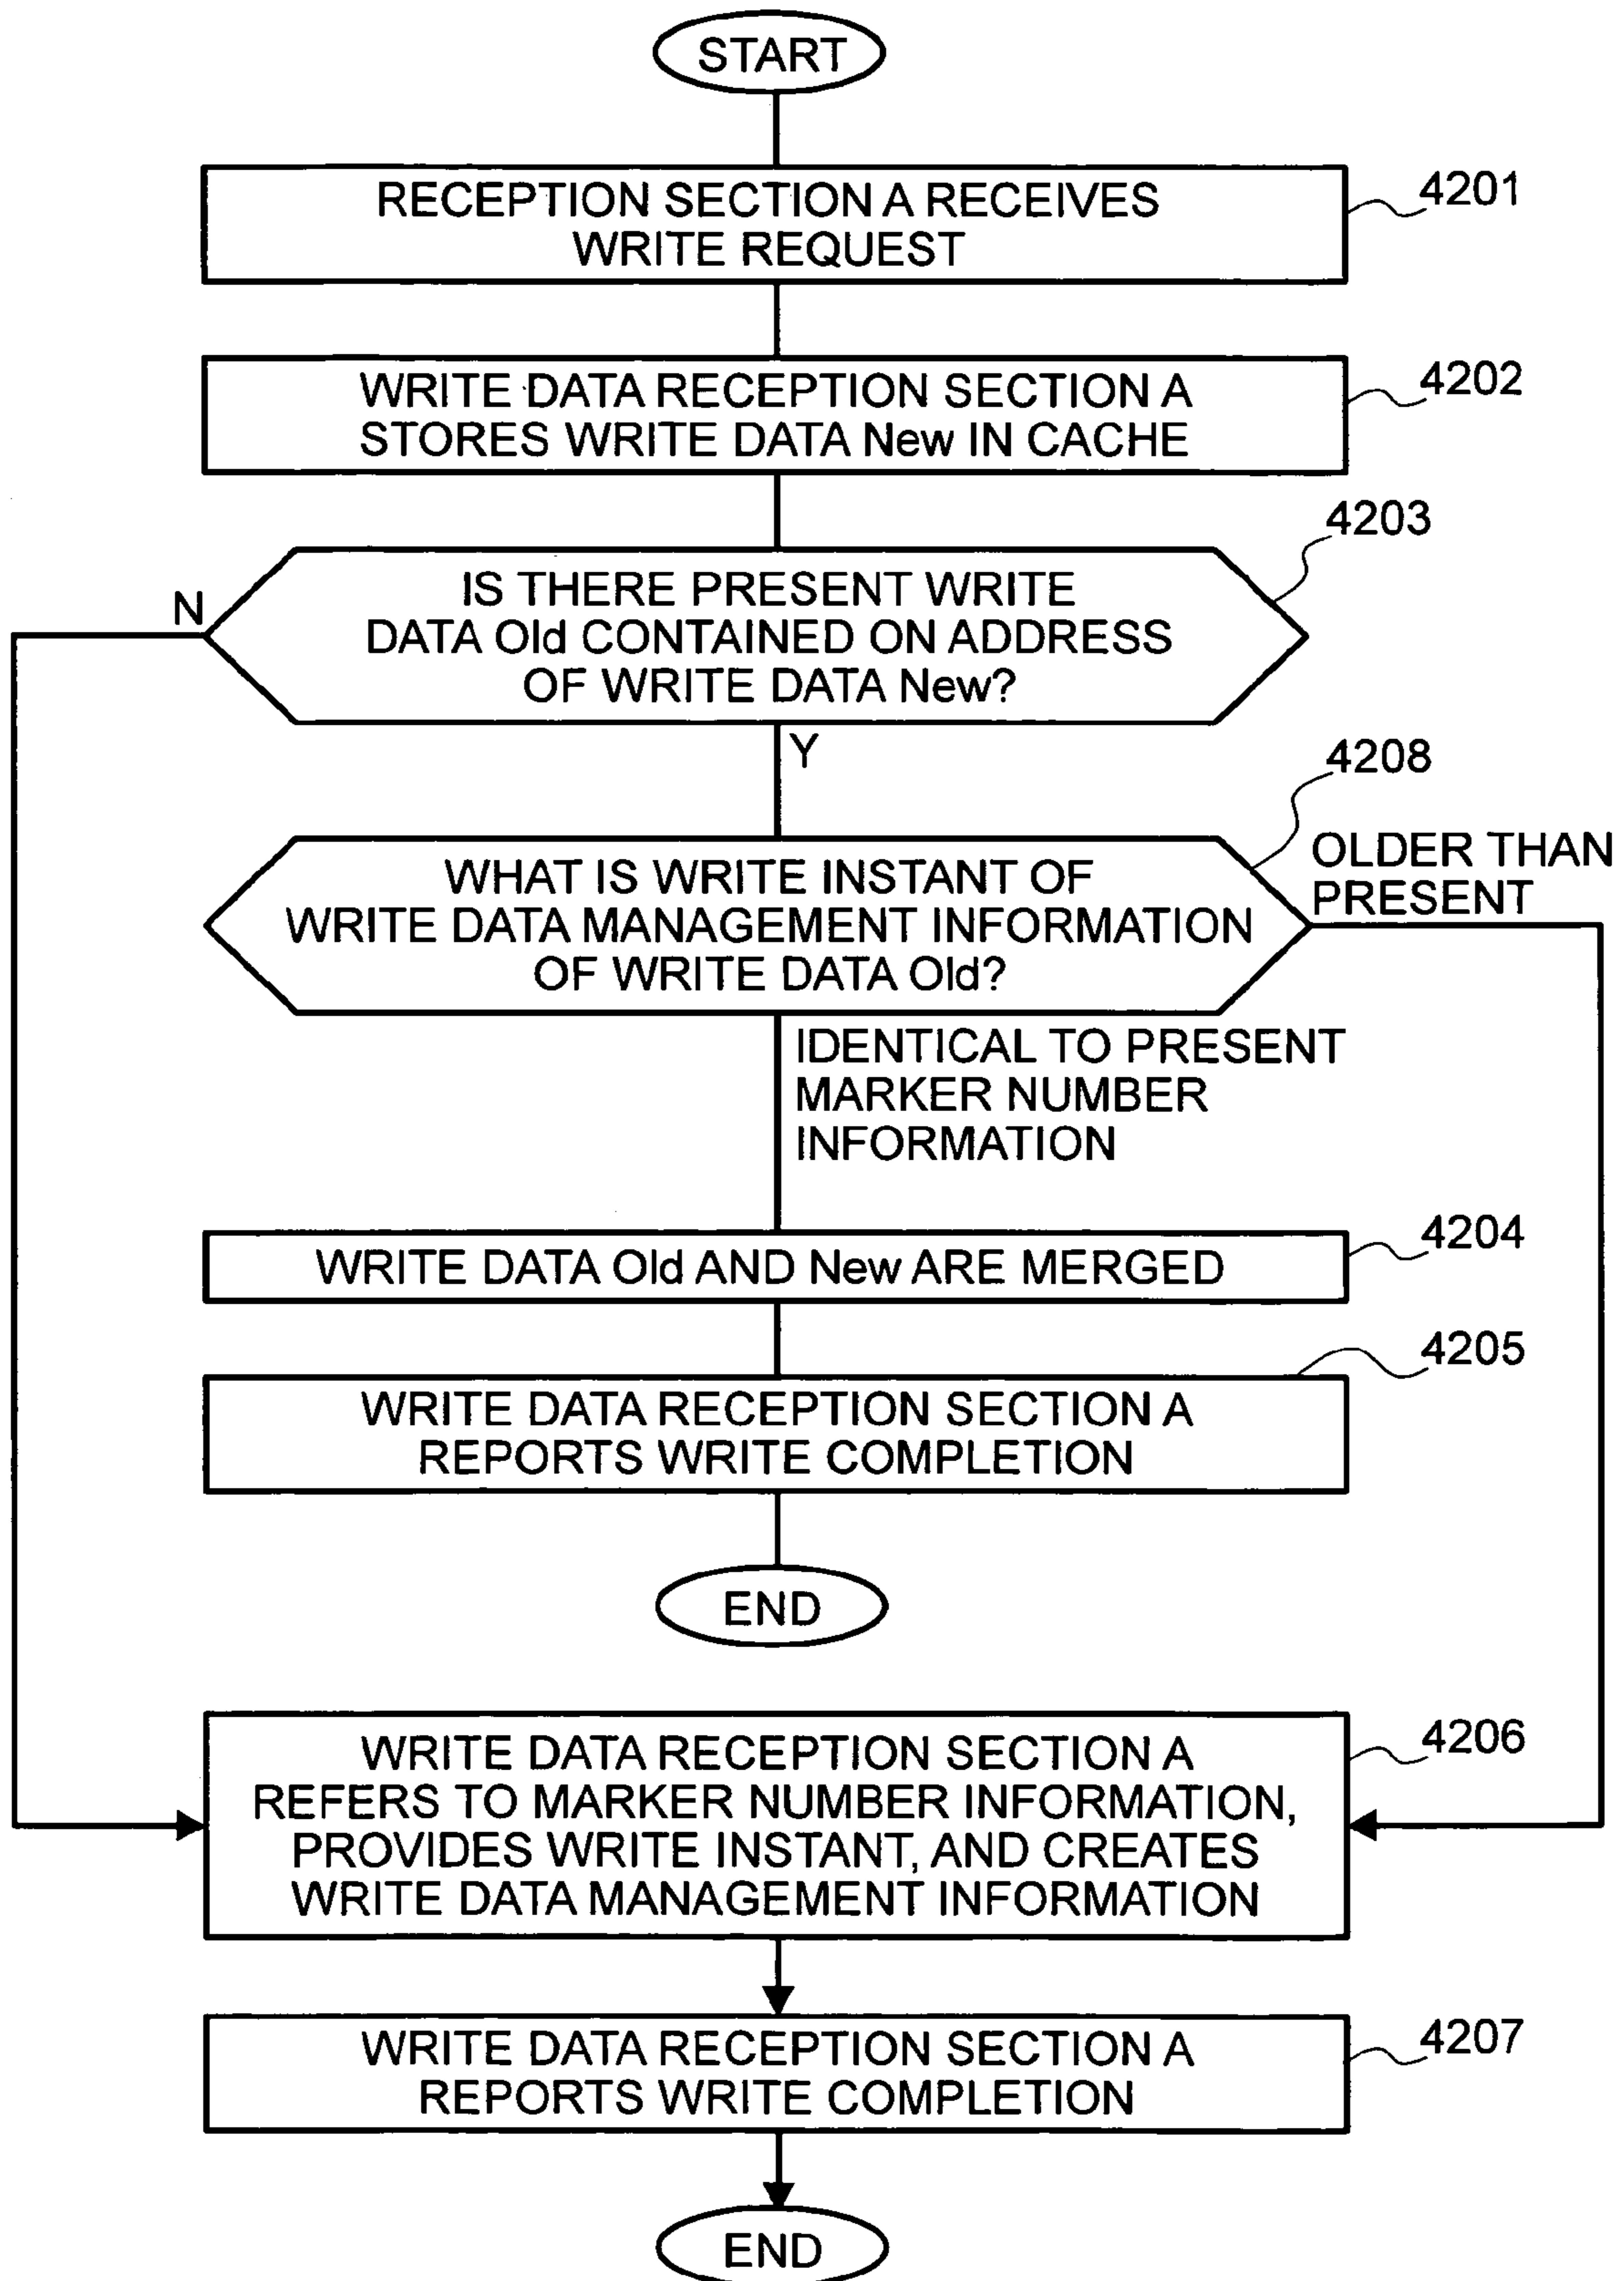 START
RECEPTION SECTION A RECEIVES
WRITE REQUEST
4201
WRITE DATA RECEPTION SECTION A
STORES WRITE DATA New IN CACHE
4202
4203
N
IS THERE PRESENT WRITE
DATA Old CONTAINED ON ADDRESS
OF WRITE DATA New?
Y
4208
WHAT IS WRITE INSTANT OF
WRITE DATA MANAGEMENT INFORMATION
OF WRITE DATA Old?
OLDER THAN
PRESENT
IDENTICAL TO PRESENT
MARKER NUMBER
INFORMATION
WRITE DATA Old AND New ARE MERGED
4204
4205
WRITE DATA RECEPTION SECTION A
REPORTS WRITE COMPLETION
END
WRITE DATA RECEPTION SECTION A
REFERS TO MARKER NUMBER INFORMATION,
PROVIDES WRITE INSTANT, AND CREATES
WRITE DATA MANAGEMENT INFORMATION
4206
WRITE DATA RECEPTION SECTION A
REPORTS WRITE COMPLETION
4207
END